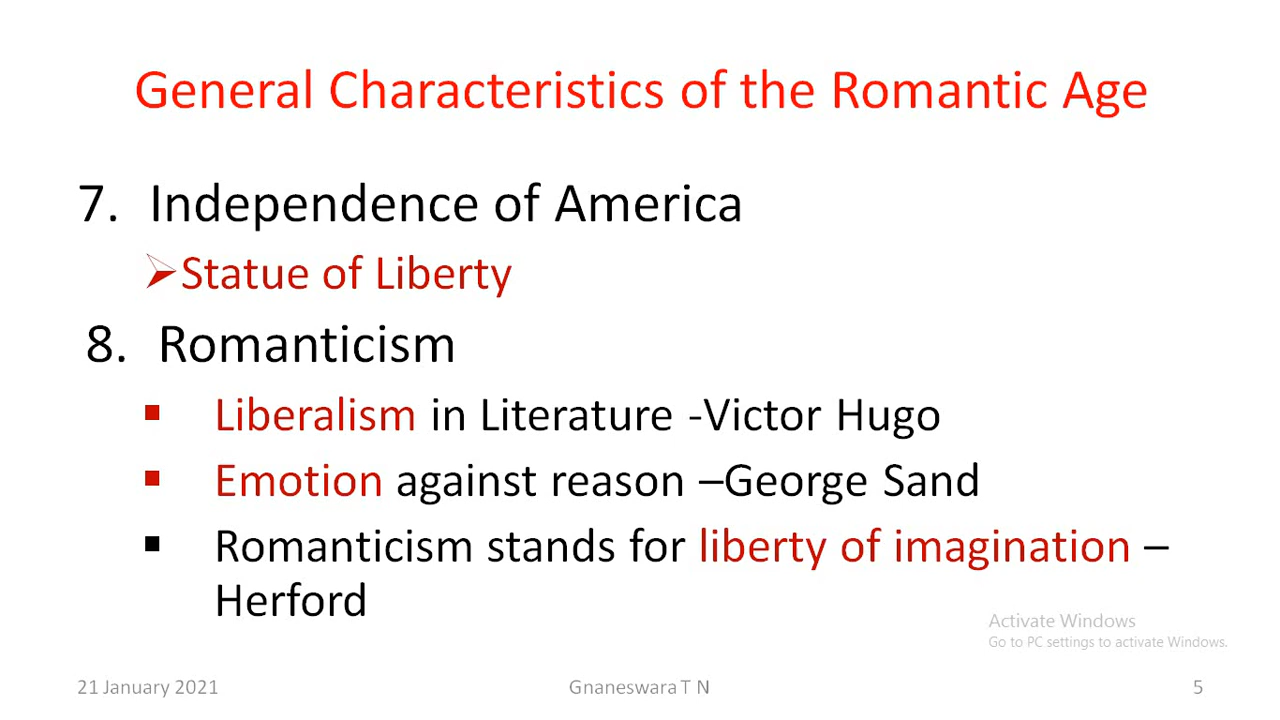 General Characteristics of the Romantic Age
7. Independence of America
➢Statue of Liberty
8. Romanticism
▪ Liberalism in Literature -Victor Hugo
▪ Emotion against reason –George Sand
▪ Romanticism stands for liberty of imagination –
Herford
Activate Windows
Go to PC settings to activate Windows.
21 January 2021
Gnaneswara T N
5